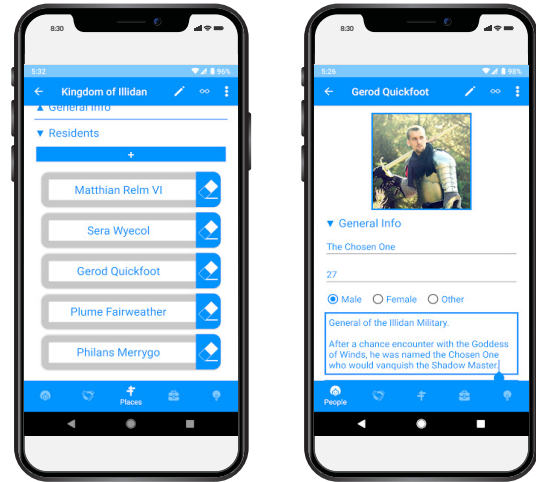 8:30
5:32
96%
Kingdom of Illidan
General Info
Residents
+
Matthian Relm VI
Sera Wyecol
Gerod Quickfoot
Plume Fairweather
Philans Merrygo
Places
8:30
5:26
98%
Gerod Quickfoot
General Info
The Chosen One
27
Male Female Other
General of the Illidan Military.
After a chance encounter with the Goddess
of Winds, he was named the Chosen One
who would vanquish the Shadow Master.
People